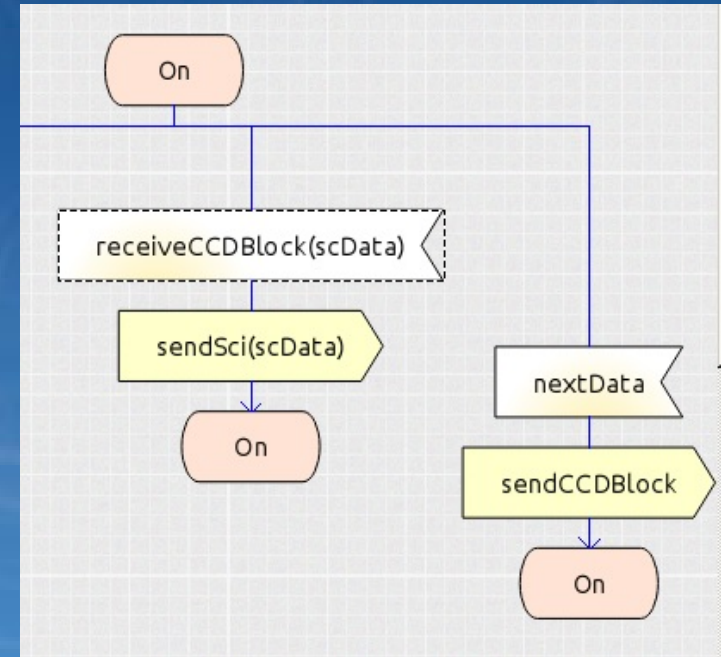 On
receiveCCDBlock(scData)
sendSci(scData)
On
nextData
sendCCDBlock
On